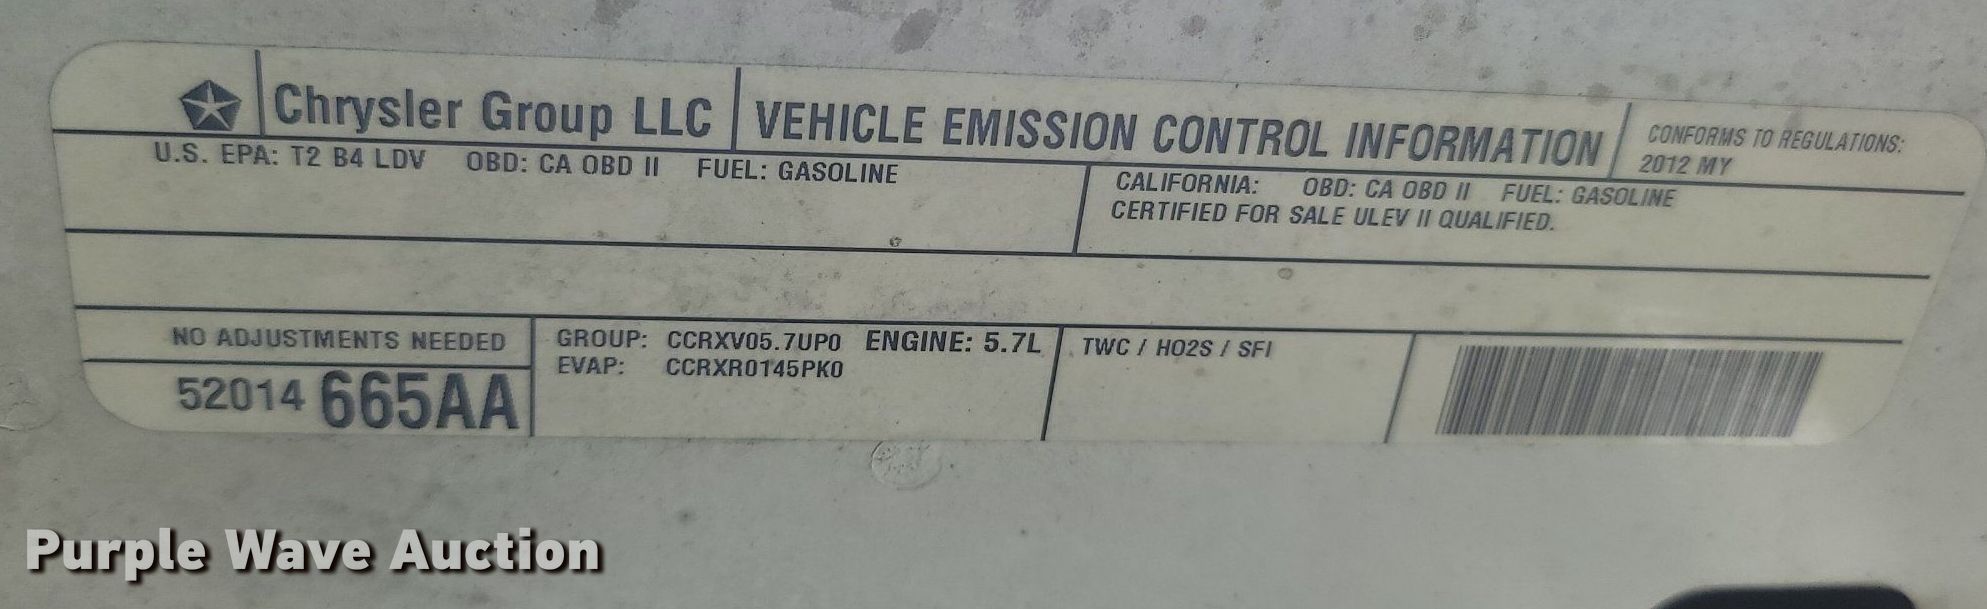 Chrysler Group LLC
VEHICLE EMISSION CONTROL INFORMATION
CONFORMS TO REGULATIONS:
2012 MY
U.S. EPA: T2 B4 LDV OBD: CA OBD II FUEL: GASOLINE
CALIFORNIA: OBD: CA OBD II FUEL: GASOLINE
CERTIFIED FOR SALE ULEV II QUALIFIED.
NO ADJUSTMENTS NEEDED
52014 665AA
GROUP: CCRXV05.7UP0 ENGINE: 5.7L
EVAP: CCRXR0145PK0
TWC / HO2S / SFI
Purple Wave Auction